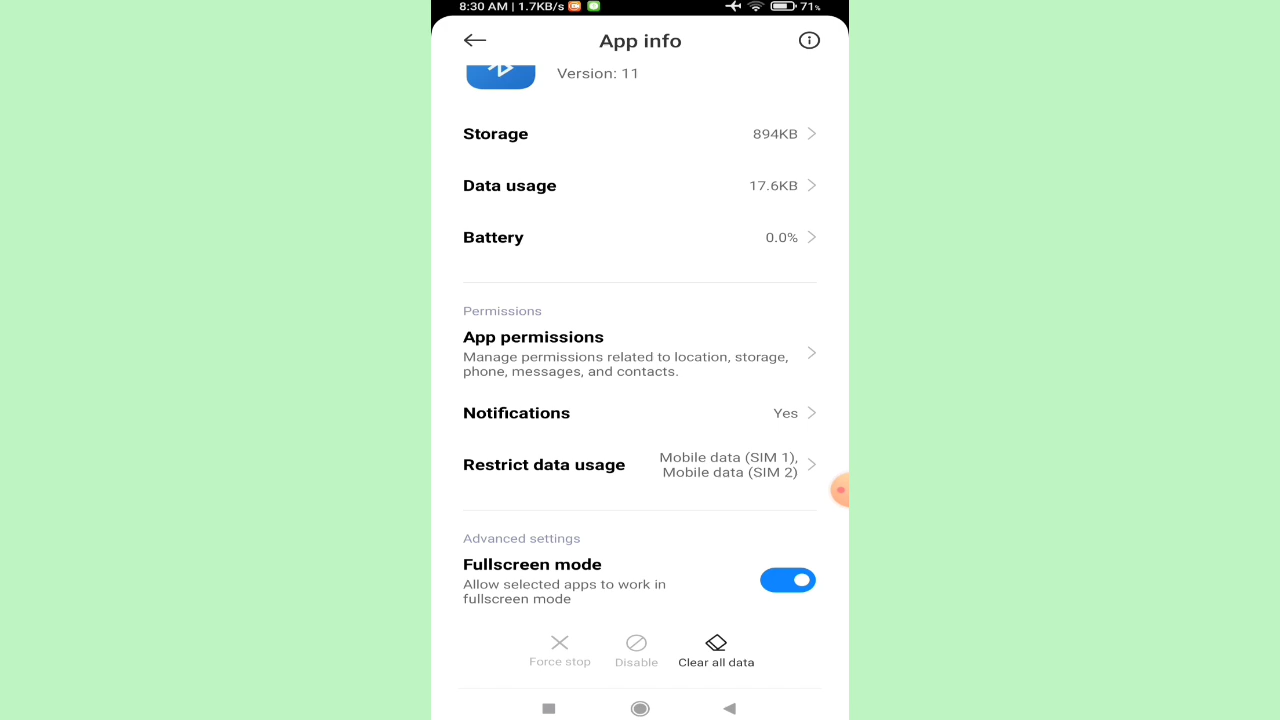 8:30 AM | 1.7KB/s
71%
App info
Version: 11
Storage
894KB
Data usage
17.6KB
Battery
0.0%
Permissions
App permissions
Manage permissions related to location, storage,
phone, messages, and contacts.
Notifications
Yes
Restrict data usage
Mobile data (SIM 1),
Mobile data (SIM 2)
Advanced settings
Fullscreen mode
Allow selected apps to work in
fullscreen mode
Force stop
Disable
Clear all data